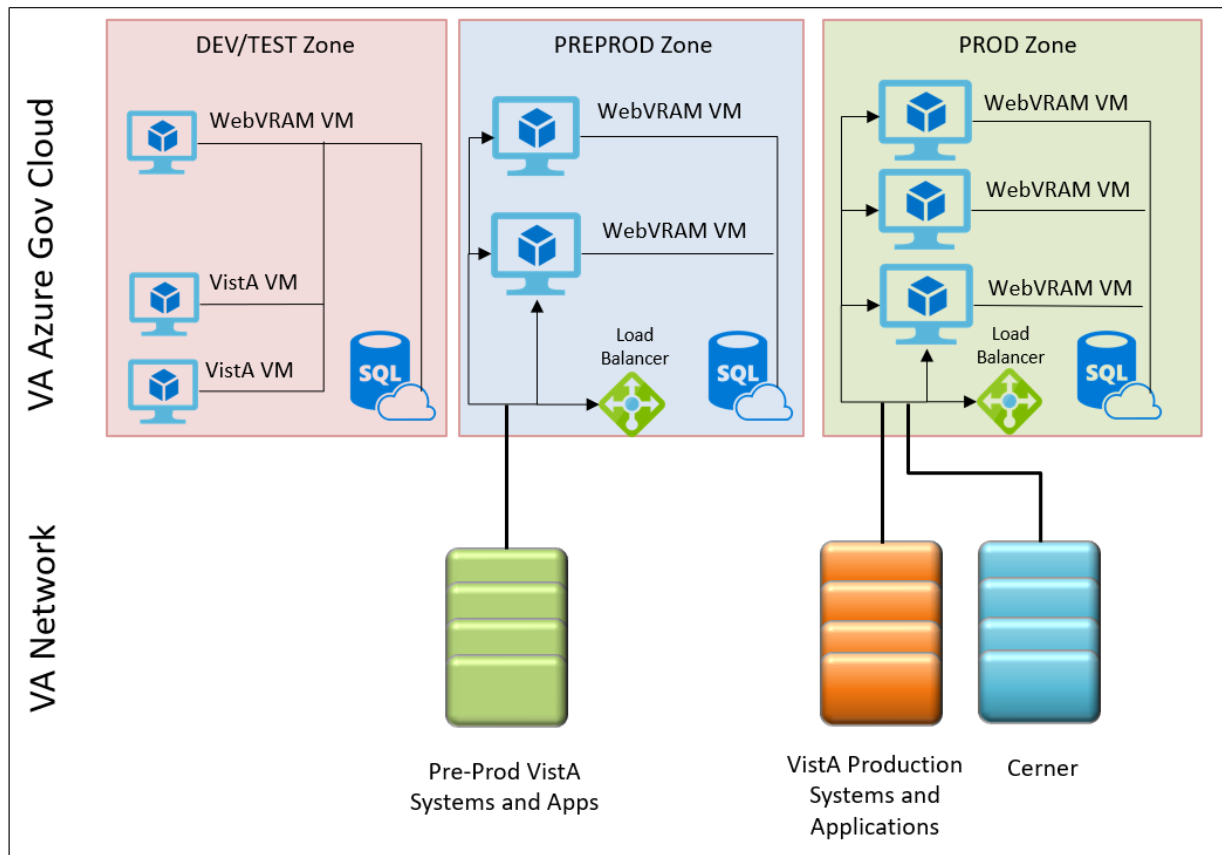 DEV/TEST Zone
PREPROD Zone
PROD Zone
VA Azure Gov Cloud
WebVRAM VM
VistA VM
VistA VM
SQL
WebVRAM VM
WebVRAM VM
Load
Balancer
SQL
WebVRAM VM
WebVRAM VM
WebVRAM VM
Load
Balancer
SQL
VA Network
Pre-Prod VistA
Systems and Apps
VistA Production
Systems and
Applications
Cerner